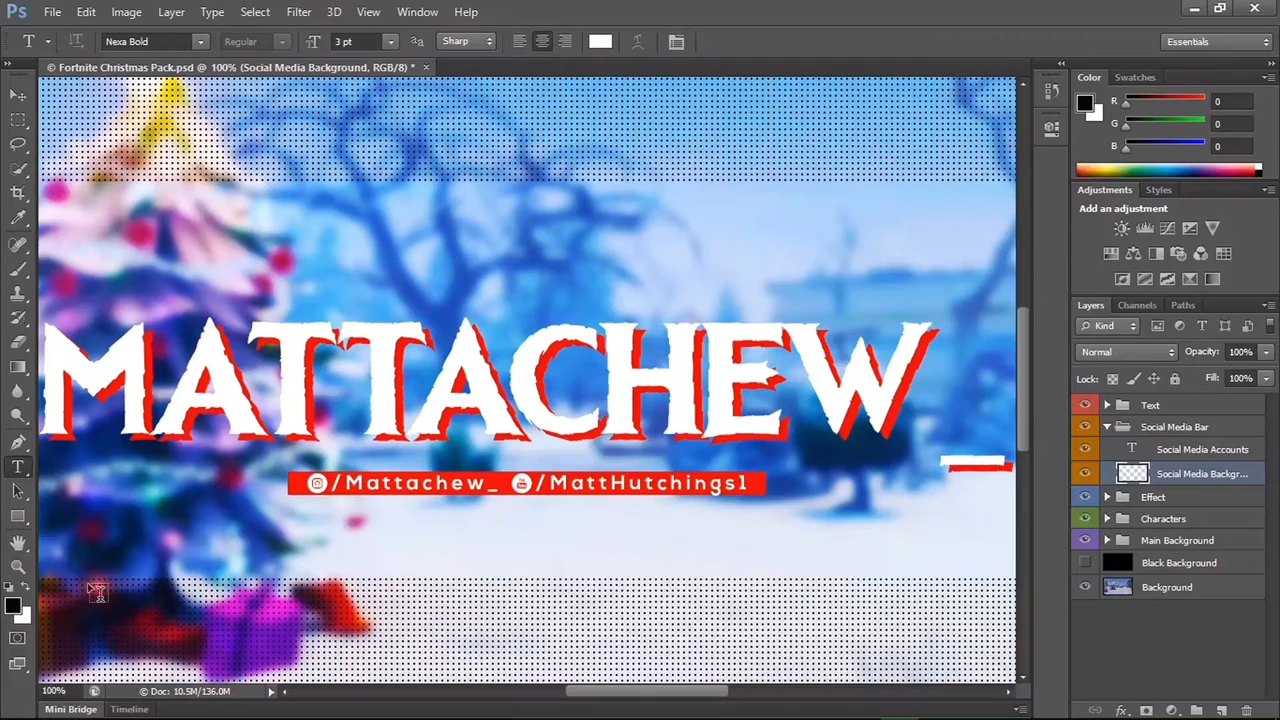 Ps File Edit Image Layer Type Select Filter 3D View Window Help
T Nexa Bold Regular 3 pt aa Sharp Essentials
© Fortnite Christmas Pack.psd @ 100% (Social Media Background, RGB/8) * ×
Color Swatches
R 0
G 0
B 0
Adjustments Styles
Add an adjustment
Layers Channels Paths
Kind
Normal Opacity: 100%
Lock: Fill: 100%
Text
Social Media Bar
T Social Media Accounts
Social Media Backgr...
Effect
Characters
Main Background
Black Background
Background
MATTACHEW_
/Mattachew_ /MattHutchings1
100% © Doc: 10.5M/136.0M
Mini Bridge Timeline
fx